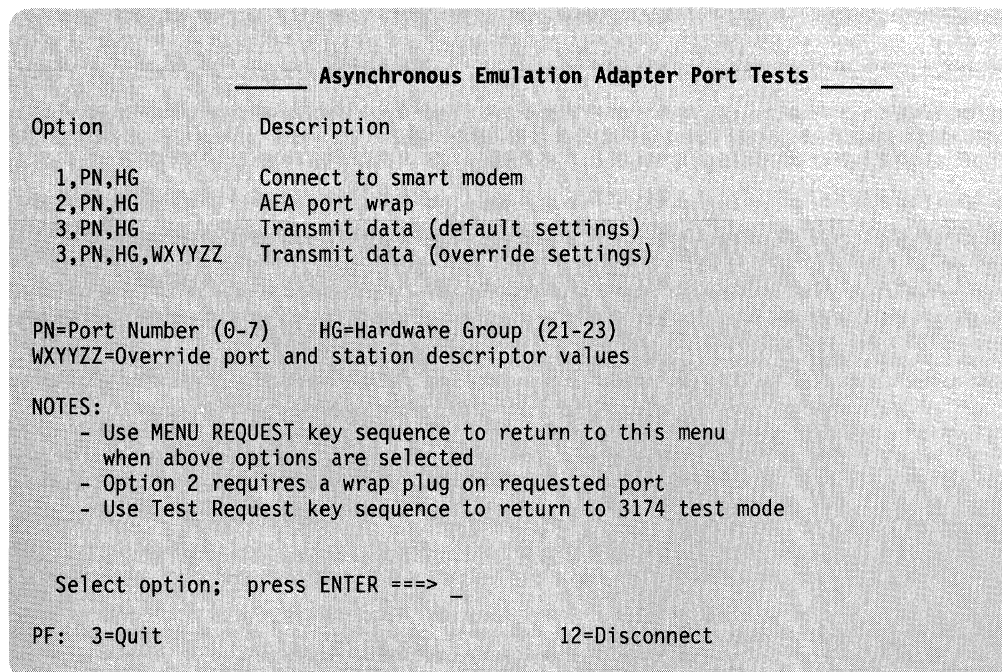 ______ Asynchronous Emulation Adapter Port Tests ______
Option Description
1,PN,HG Connect to smart modem
2,PN,HG AEA port wrap
3,PN,HG Transmit data (default settings)
3,PN,HG,WXYYZZ Transmit data (override settings)
PN=Port Number (0-7) HG=Hardware Group (21-23)
WXYYZZ=Override port and station descriptor values
NOTES:
- Use MENU REQUEST key sequence to return to this menu
when above options are selected
- Option 2 requires a wrap plug on requested port
- Use Test Request key sequence to return to 3174 test mode
Select option; press ENTER ===> _
PF: 3=Quit 12=Disconnect